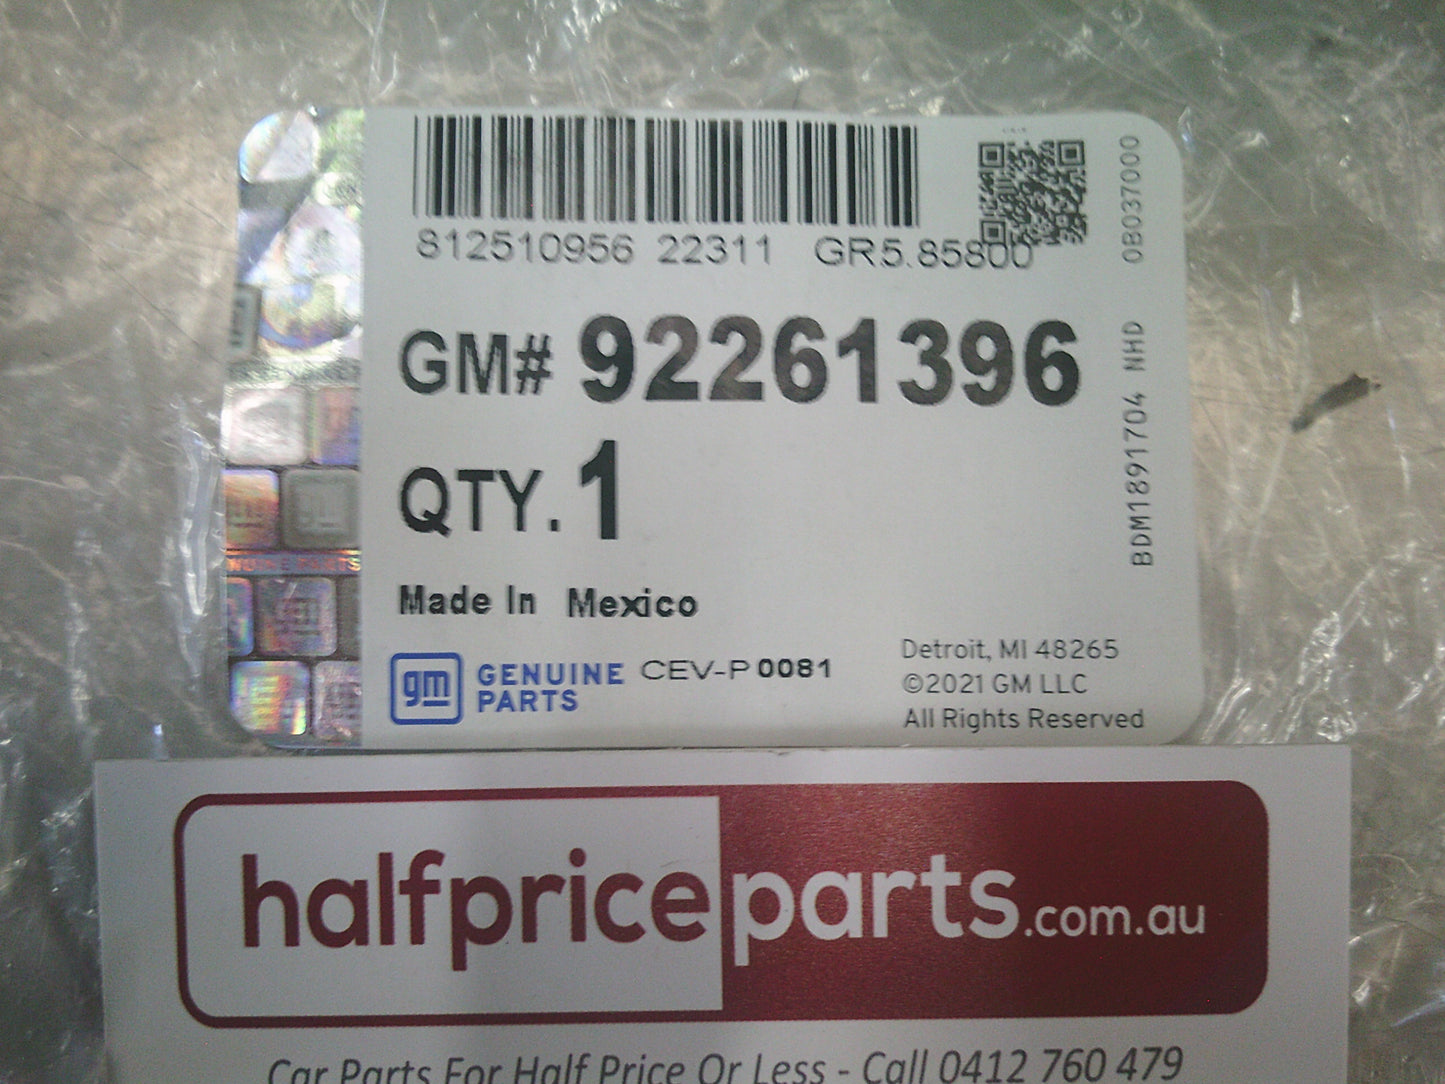 812510956 22311 GR5.85800
GM# 92261396
QTY. 1
Made In Mexico
gm GENUINE
PARTS
CEV-P 0081
Detroit, MI 48265
©2021 GM LLC
All Rights Reserved
BDM1891704 NHD 0B037000
halfpriceparts.com.au
Car Parts For Half Price Or Less - Call 0412 760 479